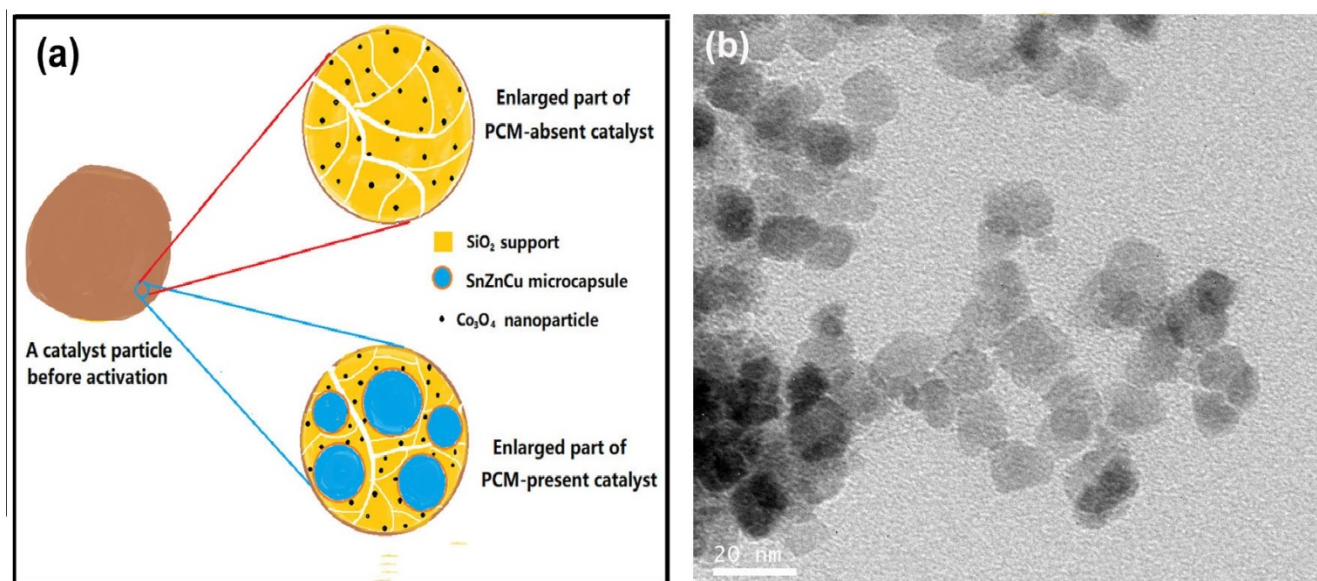 (a)
Enlarged part of
PCM-absent catalyst
SiO₂ support
SnZnCu microcapsule
Co₃O₄ nanoparticle
A catalyst particle
before activation
Enlarged part of
PCM-present catalyst
(b)
20 nm